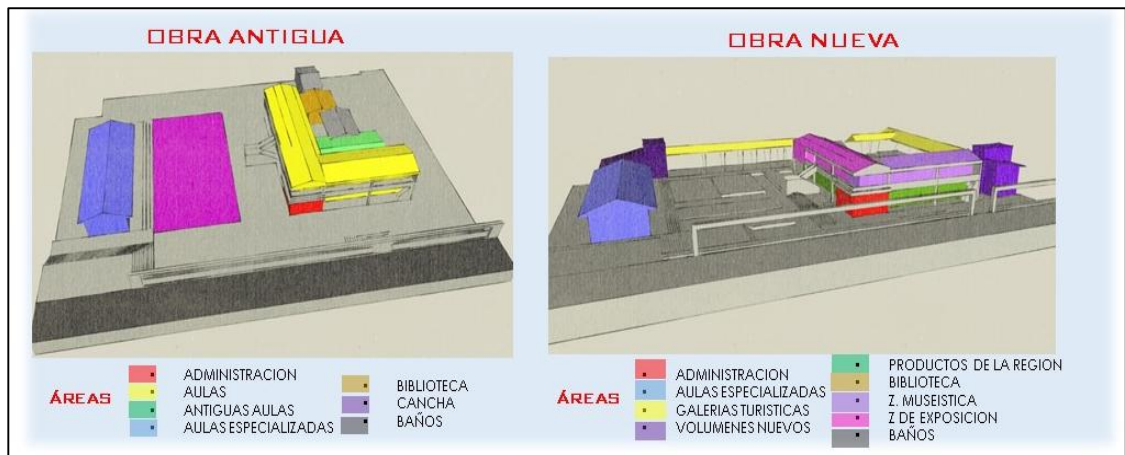 OBRA ANTIGUA
ÁREAS
ADMINISTRACION
AULAS
ANTIGUAS AULAS
AULAS ESPECIALIZADAS
BIBLIOTECA
CANCHA
BAÑOS
OBRA NUEVA
ÁREAS
ADMINISTRACION
AULAS ESPECIALIZADAS
GALERIAS TURISTICAS
VOLUMENES NUEVOS
PRODUCTOS DE LA REGION
BIBLIOTECA
Z. MUSEISTICA
Z DE EXPOSICION
BAÑOS